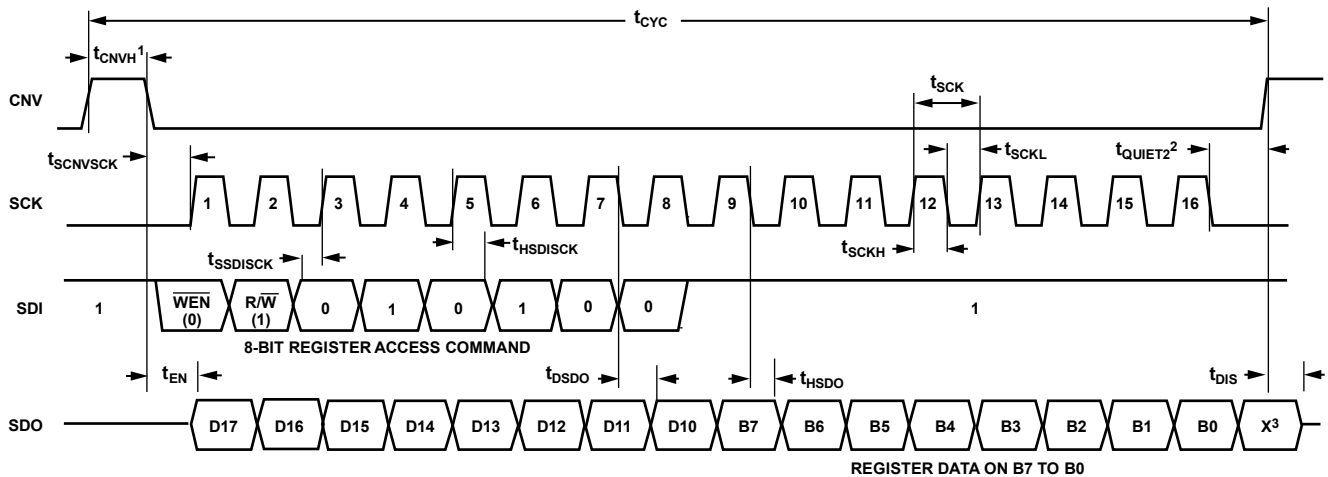 tCYC
tCNVH1
CNV
tSCK
tSCNVSCK
tSCKL
tQUIET22
SCK
1 2 3 4 5 6 7 8 9 10 11 12 13 14 15 16
tSSDISCK
tHSDISCK
tSCKH
SDI
1
WEN (0)
R/W (1)
0 1 0 1 0 0
1
8-BIT REGISTER ACCESS COMMAND
tEN
tDSDO
tHSDO
tDIS
SDO
D17 D16 D15 D14 D13 D12 D11 D10 B7 B6 B5 B4 B3 B2 B1 B0 X3
REGISTER DATA ON B7 TO B0